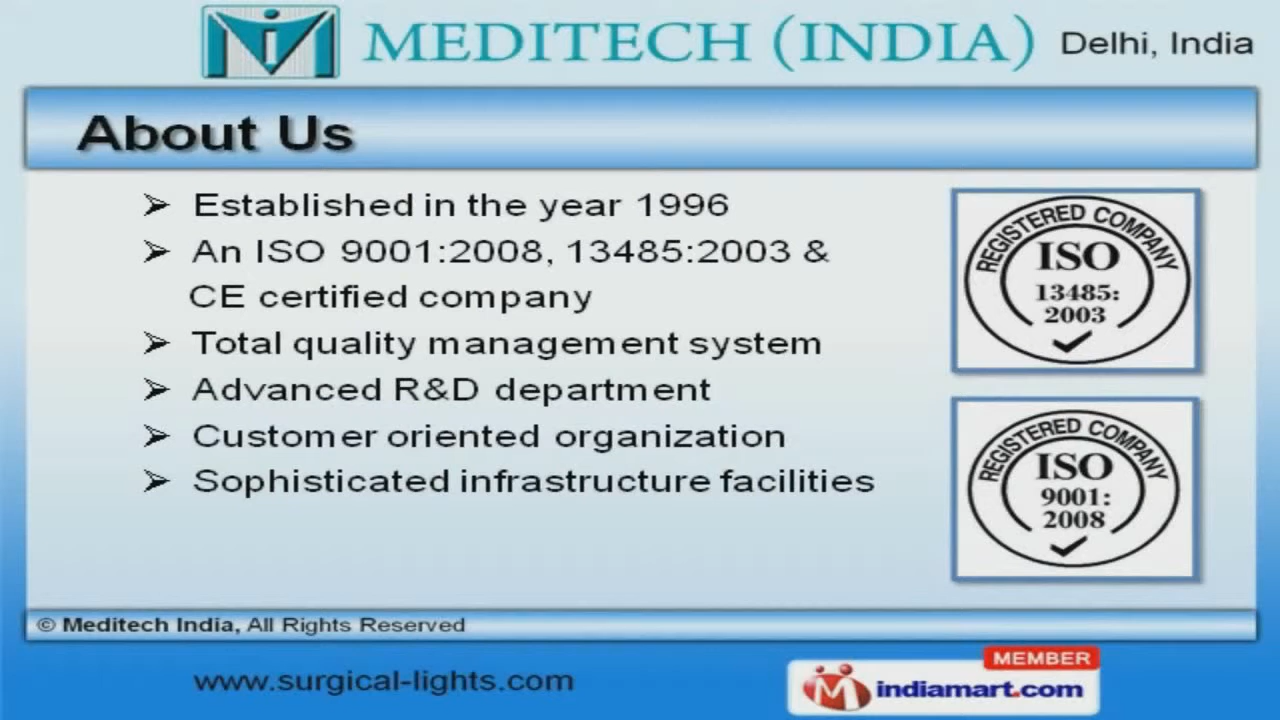 MEDITECH (INDIA) Delhi, India
About Us
➢ Established in the year 1996
➢ An ISO 9001:2008, 13485:2003 &
CE certified company
➢ Total quality management system
➢ Advanced R&D department
➢ Customer oriented organization
➢ Sophisticated infrastructure facilities
REGISTERED COMPANY
ISO
13485:
2003
REGISTERED COMPANY
ISO
9001:
2008
© Meditech India, All Rights Reserved
www.surgical-lights.com
MEMBER
indiamart.com